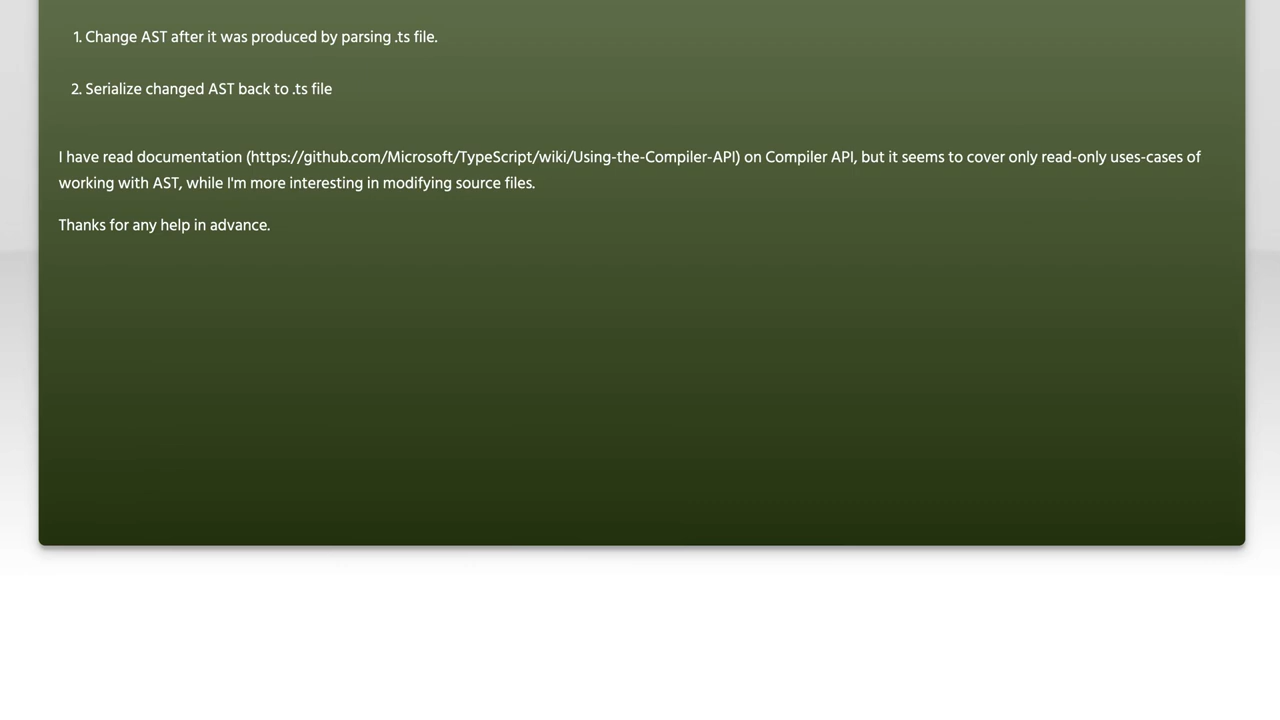 1. Change AST after it was produced by parsing .ts file.
2. Serialize changed AST back to .ts file
I have read documentation (https://github.com/Microsoft/TypeScript/wiki/Using-the-Compiler-API) on Compiler API, but it seems to cover only read-only uses-cases of
working with AST, while I'm more interesting in modifying source files.
Thanks for any help in advance.